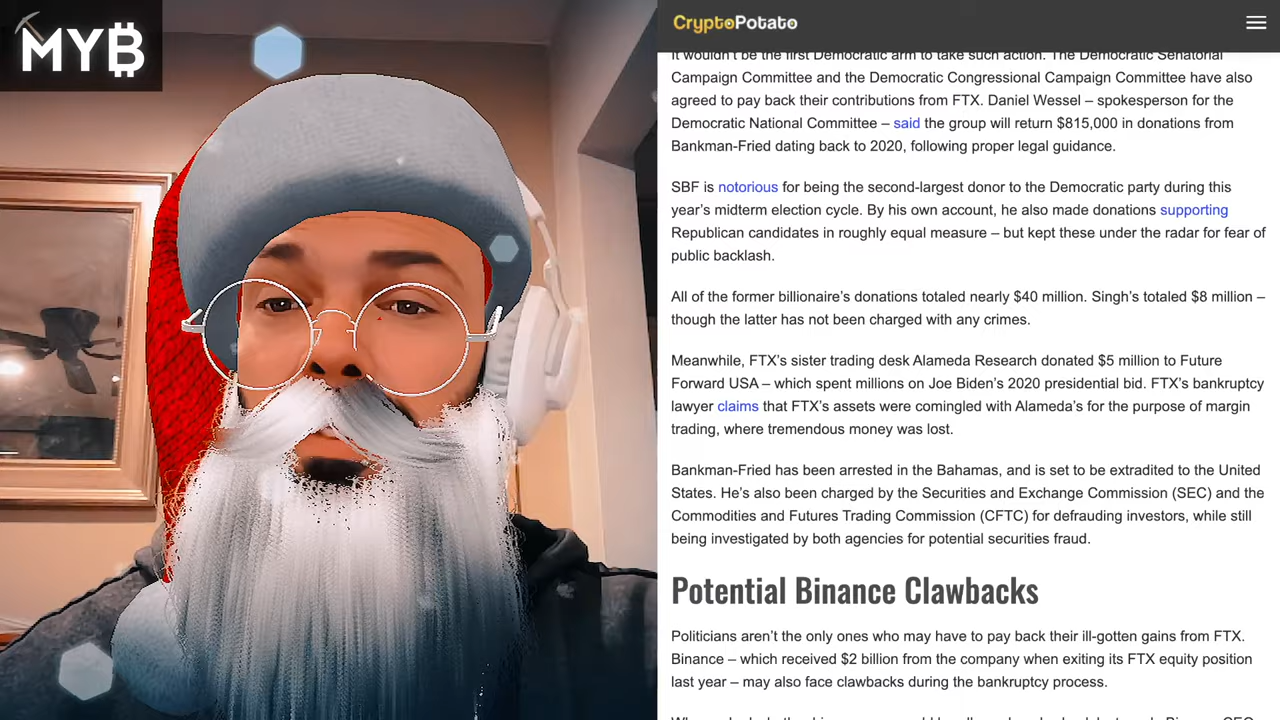 MYB
CryptoPotato
It wouldn't be the first Democratic arm to take such action. The Democratic Senatorial
Campaign Committee and the Democratic Congressional Campaign Committee have also
agreed to pay back their contributions from FTX. Daniel Wessel – spokesperson for the
Democratic National Committee – said the group will return $815,000 in donations from
Bankman-Fried dating back to 2020, following proper legal guidance.
SBF is notorious for being the second-largest donor to the Democratic party during this
year's midterm election cycle. By his own account, he also made donations supporting
Republican candidates in roughly equal measure – but kept these under the radar for fear of
public backlash.
All of the former billionaire's donations totaled nearly $40 million. Singh's totaled $8 million –
though the latter has not been charged with any crimes.
Meanwhile, FTX's sister trading desk Alameda Research donated $5 million to Future
Forward USA – which spent millions on Joe Biden's 2020 presidential bid. FTX's bankruptcy
lawyer claims that FTX's assets were comingled with Alameda's for the purpose of margin
trading, where tremendous money was lost.
Bankman-Fried has been arrested in the Bahamas, and is set to be extradited to the United
States. He's also been charged by the Securities and Exchange Commission (SEC) and the
Commodities and Futures Trading Commission (CFTC) for defrauding investors, while still
being investigated by both agencies for potential securities fraud.
Potential Binance Clawbacks
Politicians aren't the only ones who may have to pay back their ill-gotten gains from FTX.
Binance – which received $2 billion from the company when exiting its FTX equity position
last year – may also face clawbacks during the bankruptcy process.